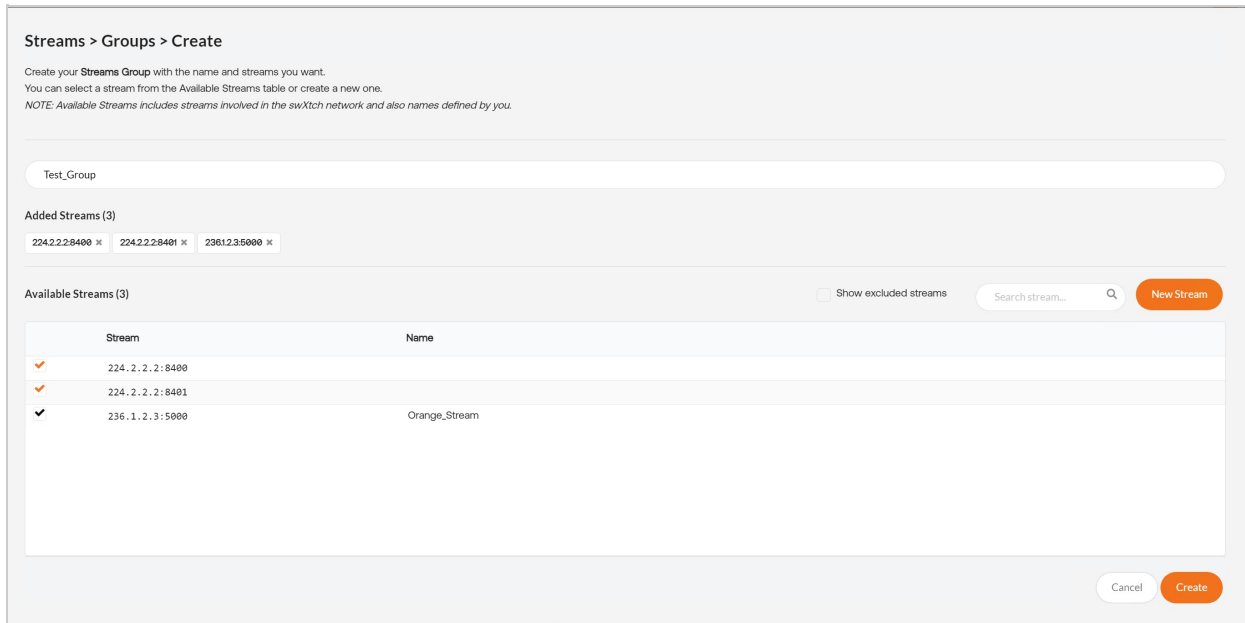 Streams > Groups > Create
Create your Streams Group with the name and streams you want.
You can select a stream from the Available Streams table or create a new one.
NOTE: Available Streams includes streams involved in the swXtch network and also names defined by you.
Test_Group
Added Streams (3)
224.2.2.2:8400 × 224.2.2.2:8401 × 236.1.2.3:5000 ×
Available Streams (3) Show excluded streams Search stream... New Stream
Stream Name
224.2.2.2:8400
224.2.2.2:8401
236.1.2.3:5000 Orange_Stream
Cancel Create